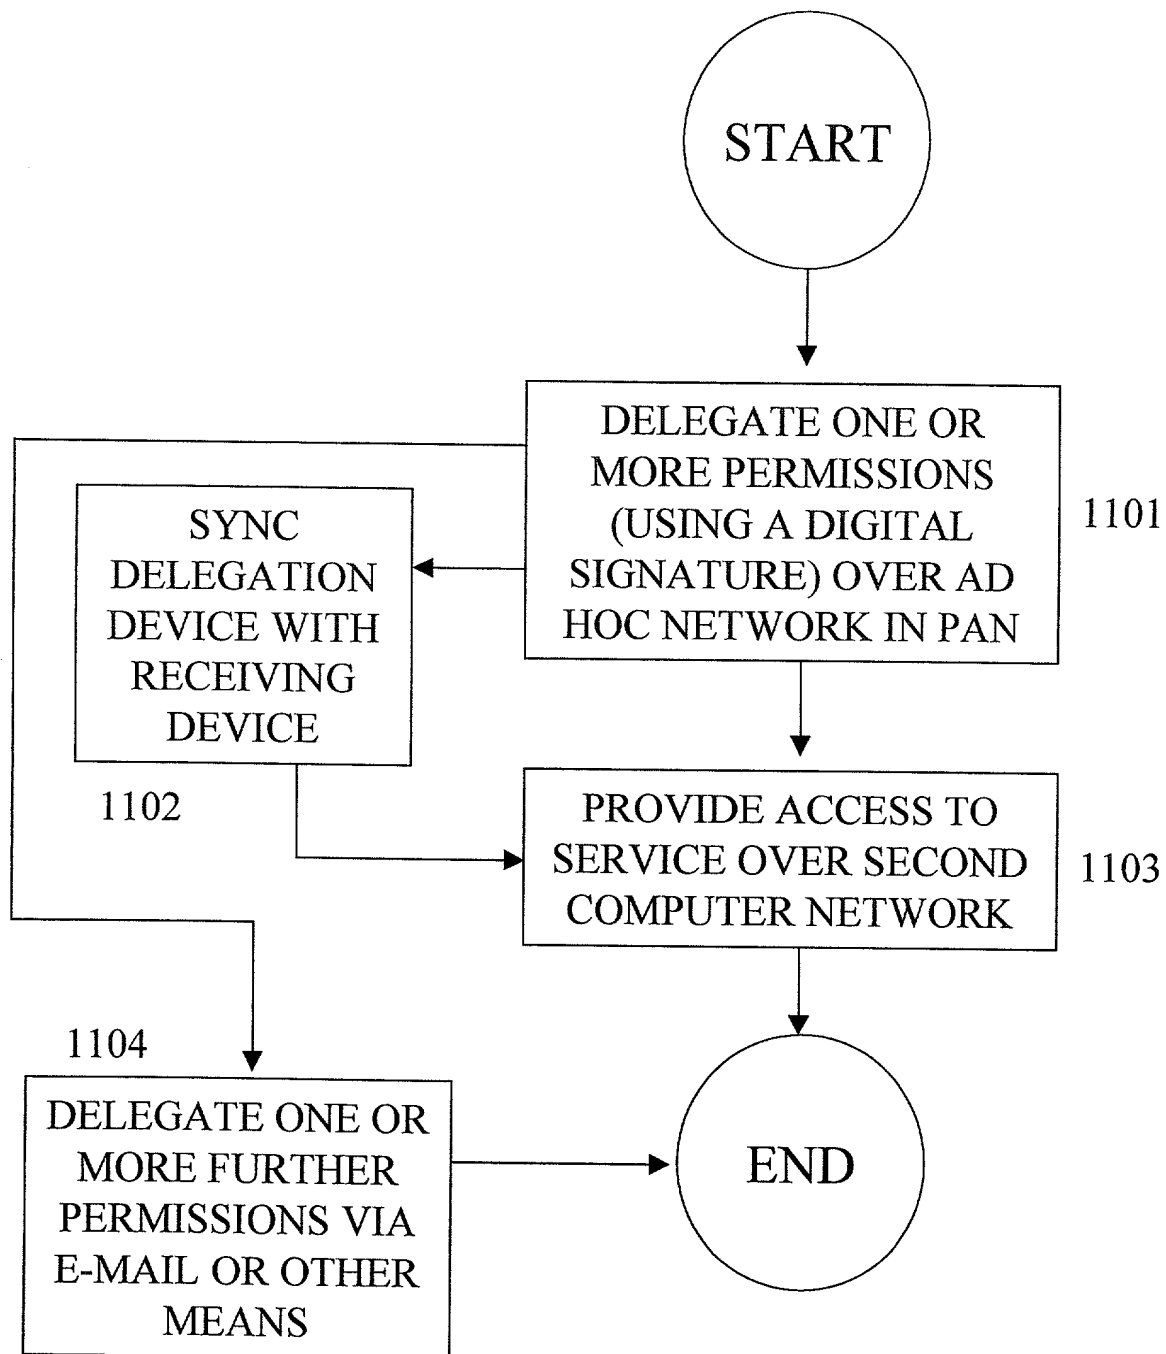 START
DELEGATE ONE OR
MORE PERMISSIONS
(USING A DIGITAL
SIGNATURE) OVER AD
HOC NETWORK IN PAN
1101
SYNC
DELEGATION
DEVICE WITH
RECEIVING
DEVICE
1102
PROVIDE ACCESS TO
SERVICE OVER SECOND
COMPUTER NETWORK
1103
1104
DELEGATE ONE OR
MORE FURTHER
PERMISSIONS VIA
E-MAIL OR OTHER
MEANS
END